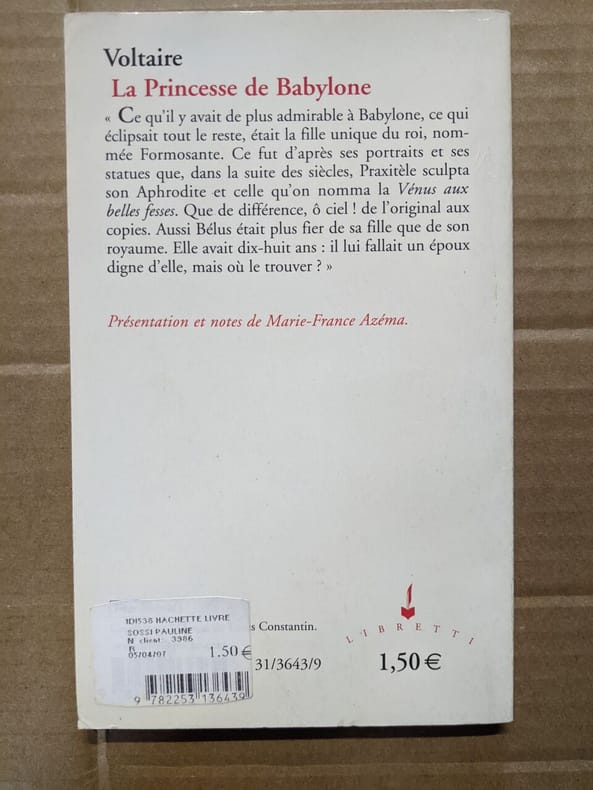 Voltaire
La Princesse de Babylone
« Ce qu'il y avait de plus admirable à Babylone, ce qui
éclipsait tout le reste, était la fille unique du roi, nom-
mée Formosante. Ce fut d'après ses portraits et ses
statues que, dans la suite des siècles, Praxitèle sculpta
son Aphrodite et celle qu'on nomma la Vénus aux
belles fesses. Que de différence, ô ciel ! de l'original aux
copies. Aussi Bélus était plus fier de sa fille que de son
royaume. Elle avait dix-huit ans : il lui fallait un époux
digne d'elle, mais où le trouver ? »
Présentation et notes de Marie-France Azéma.
IDI538 HACHETTE LIVRE
SOSSI PAULINE
N client: 3986
R
05/04/07 1.50€
s Constantin.
31/3643/9
9 782253 136439
LIBRETTI
1,50 €